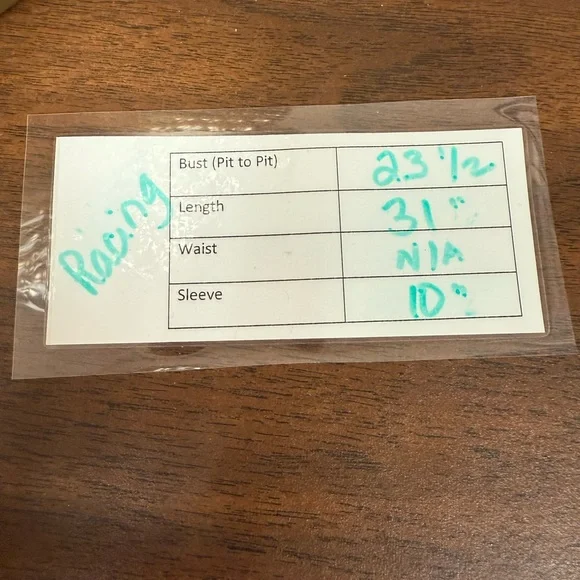 Racing
Bust (Pit to Pit) 23 1/2
Length 31"
Waist N/A
Sleeve 10"